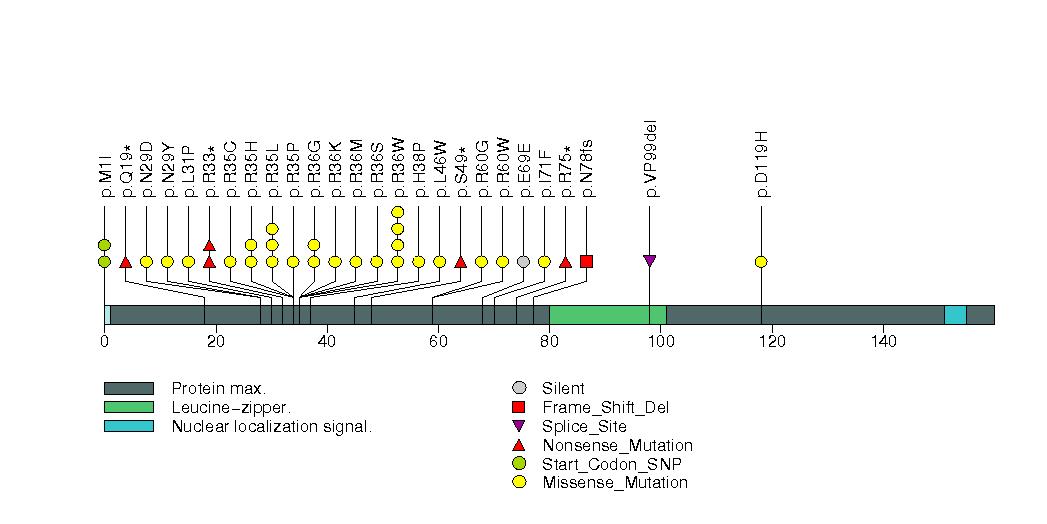 p.M1I
p.Q19*
p.N29D
p.N29Y
p.L31P
p.R33*
p.R35C
p.R35H
p.R35L
p.R35P
p.R36G
p.R36K
p.R36M
p.R36S
p.R36W
p.H38P
p.L46W
p.S49*
p.R60G
p.R60W
p.E69E
p.I71F
p.R75*
p.N78fs
p.VP99del
p.D119H
0 20 40 60 80 100 120 140
Protein max.
Leucine−zipper.
Nuclear localization signal.
Silent
Frame_Shift_Del
Splice_Site
Nonsense_Mutation
Start_Codon_SNP
Missense_Mutation